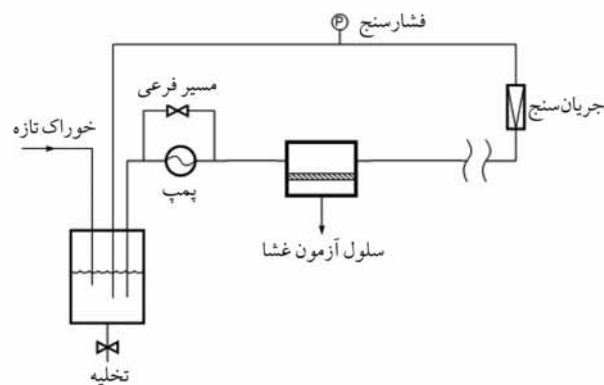 فشارسنج
P
مسیر فرعی
جریان‌سنج
خوراک تازه
پمپ
سلول آزمون غشا
تخلیه